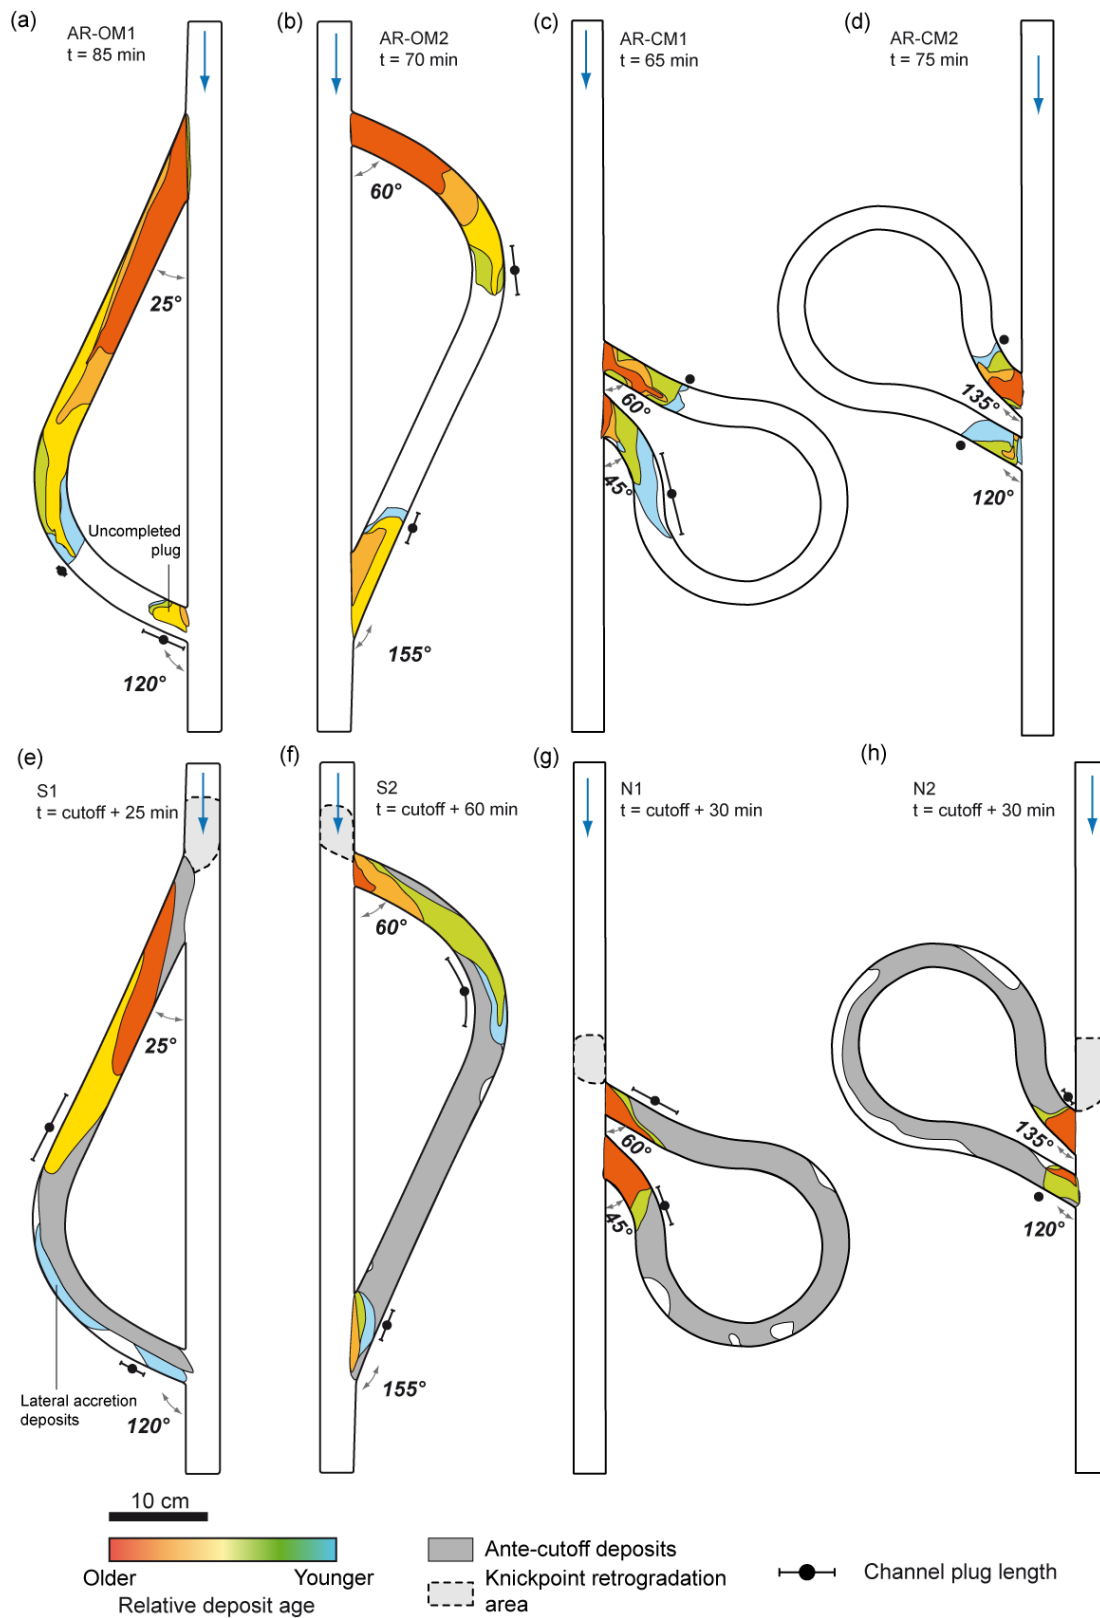 (a)
AR-OM1
t = 85 min
25°
Uncompleted
plug
120°
(b)
AR-OM2
t = 70 min
60°
155°
(c)
AR-CM1
t = 65 min
60°
45°
(d)
AR-CM2
t = 75 min
135°
120°
(e)
S1
t = cutoff + 25 min
25°
Lateral accretion
deposits
120°
(f)
S2
t = cutoff + 60 min
60°
155°
(g)
N1
t = cutoff + 30 min
60°
45°
(h)
N2
t = cutoff + 30 min
135°
120°
10 cm
Older
Younger
Relative deposit age
Ante-cutoff deposits
Knickpoint retrogradation
area
Channel plug length